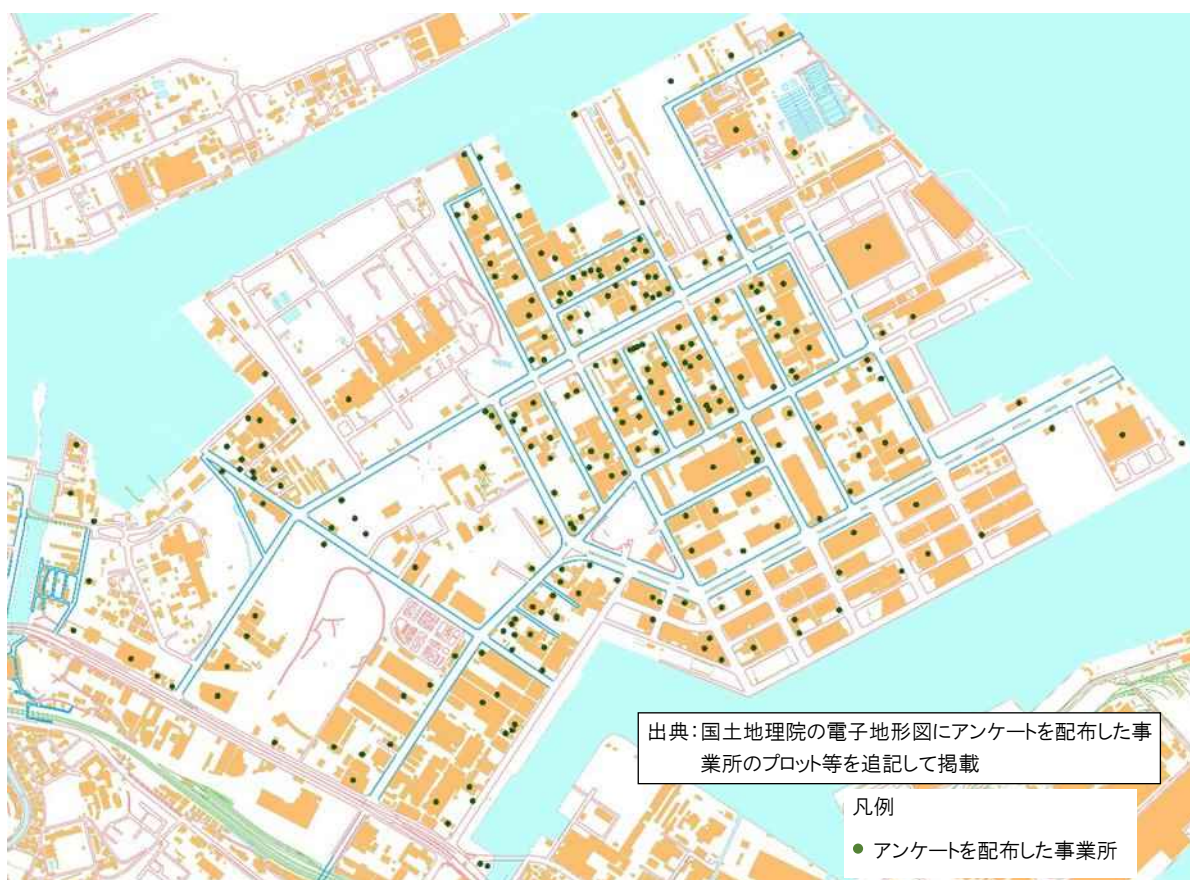 出典：国土地理院の電子地形図にアンケートを配布した事
業所のプロット等を追記して掲載
凡例
● アンケートを配布した事業所